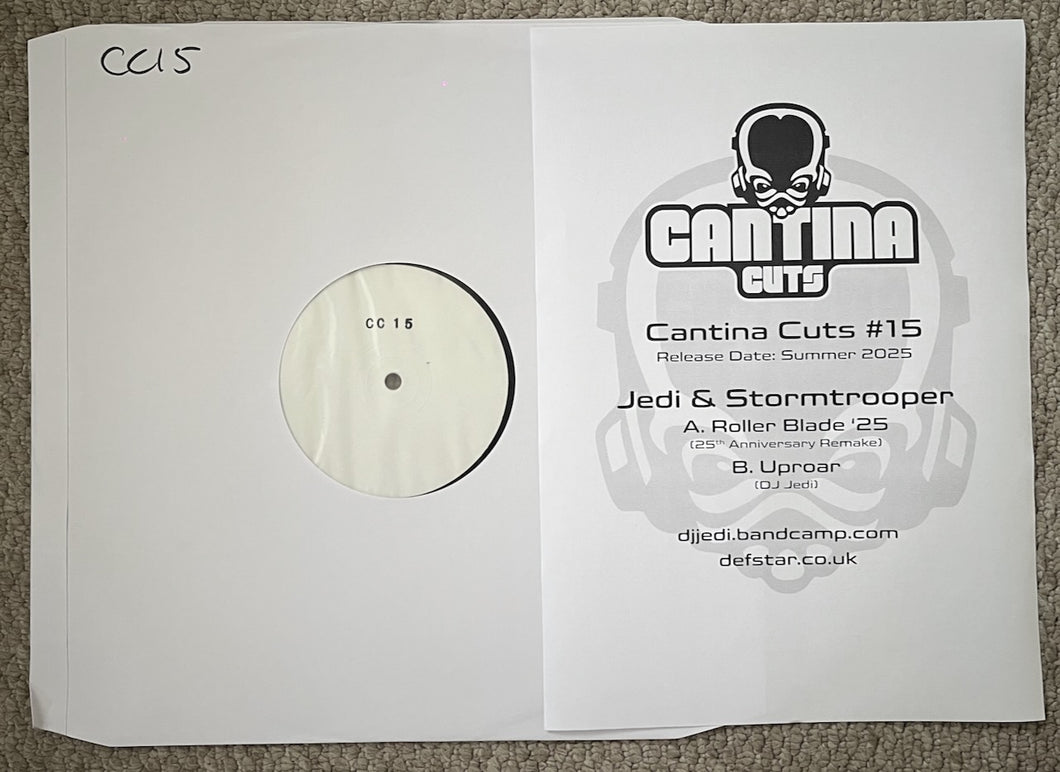 CC15
CC 15
CANTINA
CUTS
Cantina Cuts #15
Release Date: Summer 2025
Jedi & Stormtrooper
A. Roller Blade '25
(25th Anniversary Remake)
B. Uproar
(DJ Jedi)
djjedi.bandcamp.com
defstar.co.uk